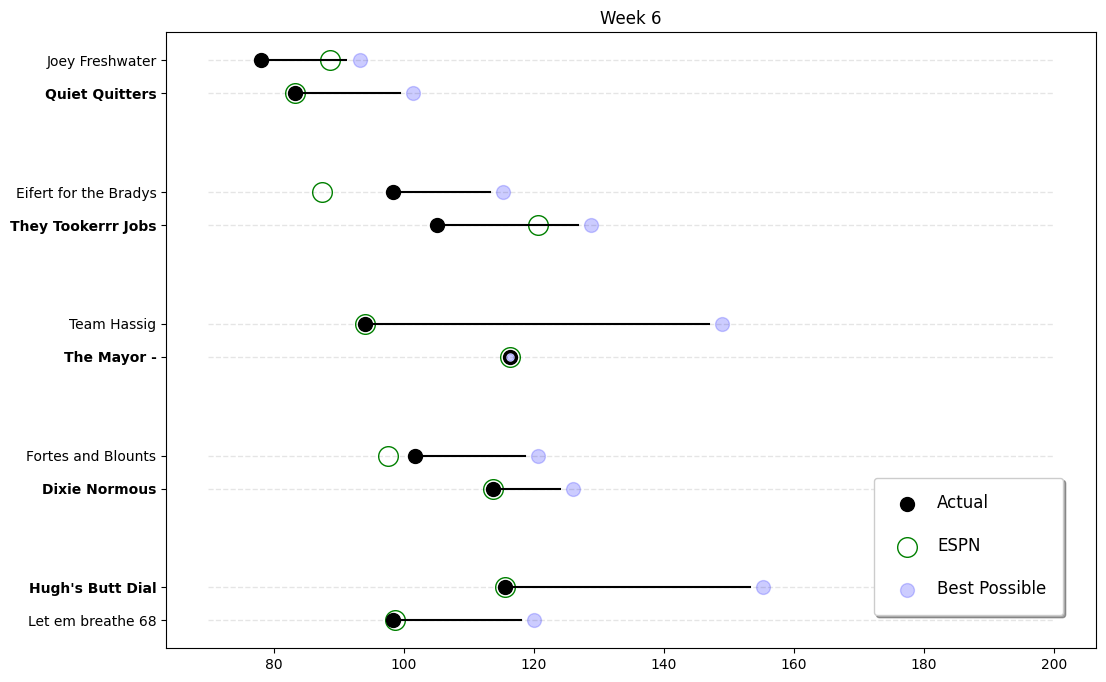 Week 6
Joey Freshwater
Quiet Quitters
Eifert for the Bradys
They Tookerrr Jobs
Team Hassig
The Mayor -
Fortes and Blounts
Dixie Normous
Hugh's Butt Dial
Let em breathe 68
Actual
ESPN
Best Possible
80 100 120 140 160 180 200